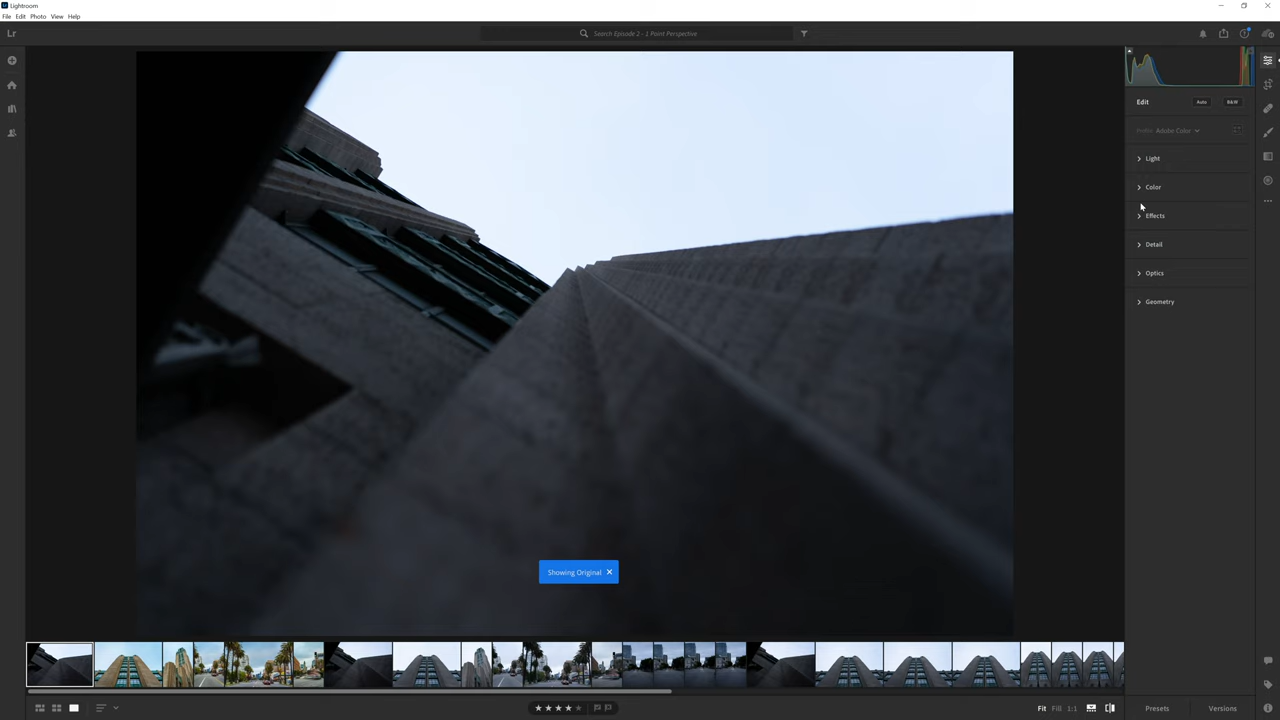 Lightroom
File Edit Photo View Help
Lr
Search Episode 2 - 1 Point Perspective
Edit
Auto
B&W
Profile Adobe Color
Light
Color
Effects
Detail
Optics
Geometry
Showing Original
Fit Fill 1:1
Presets
Versions